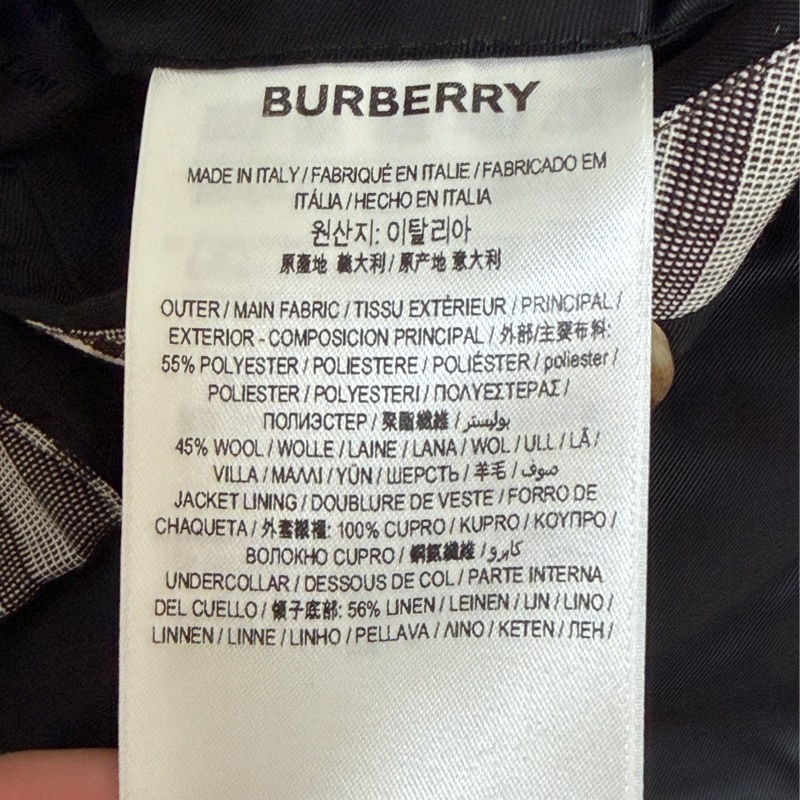 BURBERRY
MADE IN ITALY / FABRIQUÉ EN ITALIE / FABRICADO EM
ITÁLIA / HECHO EN ITALIA
원산지: 이탈리아
原產地 義大利 / 原产地 意大利
OUTER / MAIN FABRIC / TISSU EXTÉRIEUR / PRINCIPAL /
EXTERIOR - COMPOSICION PRINCIPAL / 外部/主要布料:
55% POLYESTER / POLIESTERE / POLIÉSTER / poliester /
POLIESTER / POLYESTERI / ΠΟΛΥΕΣΤΕΡΑΣ /
ПОЛИЭСТЕР / 聚酯纖維 / بوليستر /
45% WOOL / WOLLE / LAINE / LANA / WOL / ULL / LÃ /
VILLA / ΜΑΛΛΙ / YÜN / ШЕРСТЬ / 羊毛 / صوف /
JACKET LINING / DOUBLURE DE VESTE / FORRO DE
CHAQUETA / 外套襯裡: 100% CUPRO / KUPRO / ΚΟΥΠΡΟ /
ВОЛОКНО CUPRO / 銅氨纖維 / كابرو /
UNDERCOLLAR / DESSOUS DE COL / PARTE INTERNA
DEL CUELLO / 領子底部: 56% LINEN / LEINEN / LIN / LINO /
LINNEN / LINNE / LINHO / PELLAVA / ΛΙΝΟ / KETEN / ЛЕН /